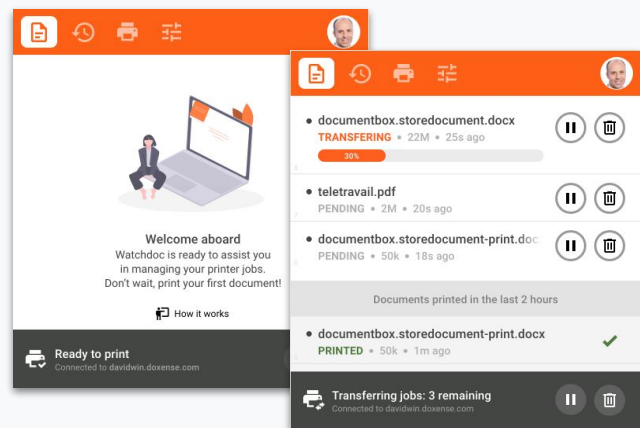 Welcome aboard
Watchdoc is ready to assist you
in managing your printer jobs.
Don't wait, print your first document!
How it works
Ready to print
Connected to davidwin.doxense.com
documentbox.storedocument.docx
TRANSFERING • 22M • 25s ago
30%
teletravail.pdf
PENDING • 2M • 20s ago
documentbox.storedocument-print.doc
PENDING • 50k • 18s ago
Documents printed in the last 2 hours
documentbox.storedocument-print.docx
PRINTED • 50k • 1m ago
Transferring jobs: 3 remaining
Connected to davidwin.doxense.com